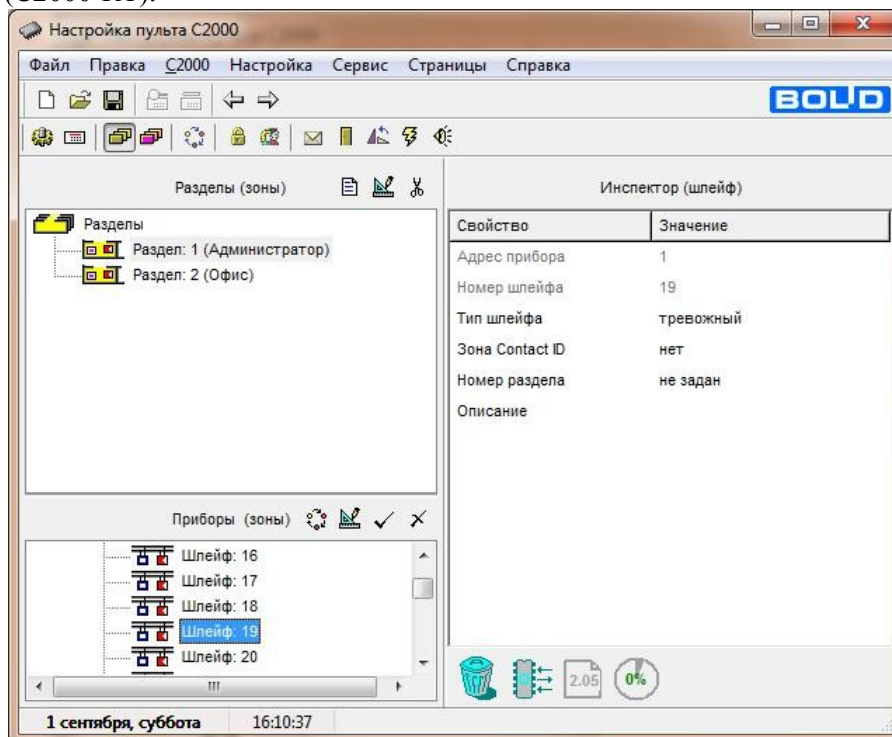 (С2000-КТ).
Настройка пульта С2000
Файл Правка С2000 Настройка Сервис Страницы Справка
BOLID
Разделы (зоны)
Разделы
Раздел: 1 (Администратор)
Раздел: 2 (Офис)
Приборы (зоны)
Шлейф: 16
Шлейф: 17
Шлейф: 18
Шлейф: 19
Шлейф: 20
Инспектор (шлейф)
Свойство Значение
Адрес прибора 1
Номер шлейфа 19
Тип шлейфа тревожный
Зона Contact ID нет
Номер раздела не задан
Описание
2.05 0%
1 сентября, суббота 16:10:37